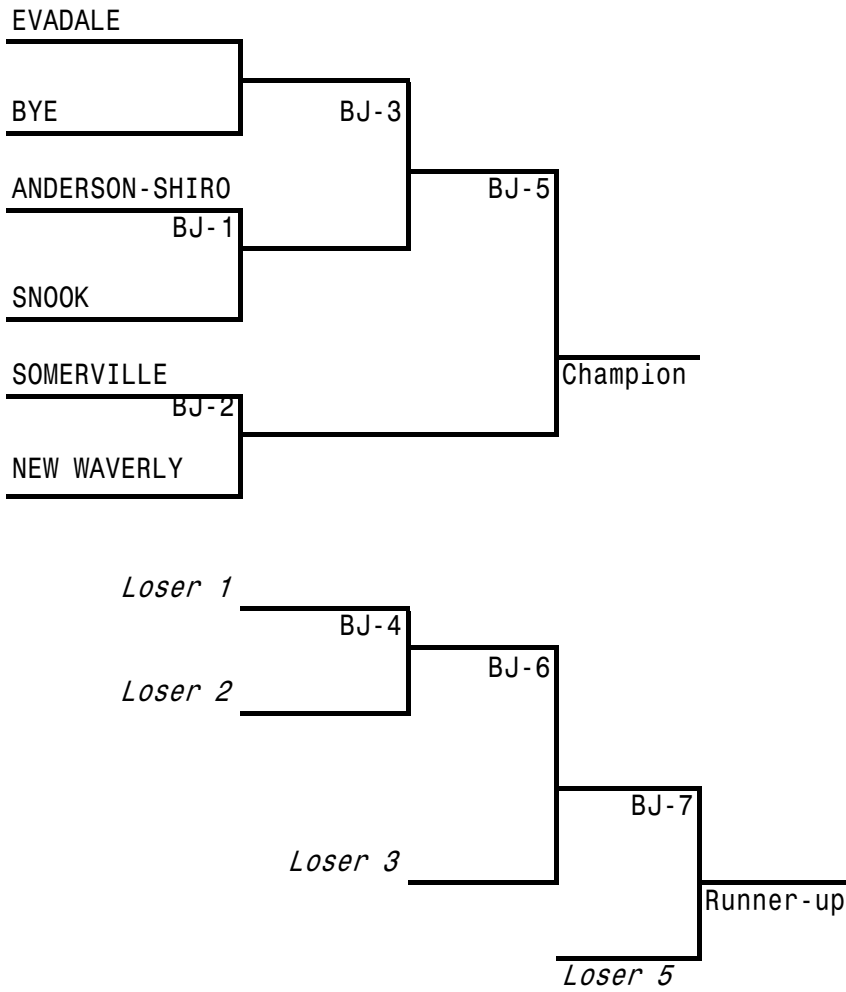 EVADALE
BYE
BJ-3
ANDERSON-SHIRO
BJ-5
BJ-1
SNOOK
SOMERVILLE
Champion
BJ-2
NEW WAVERLY
Loser 1
BJ-4
BJ-6
Loser 2
BJ-7
Loser 3
Runner-up
Loser 5